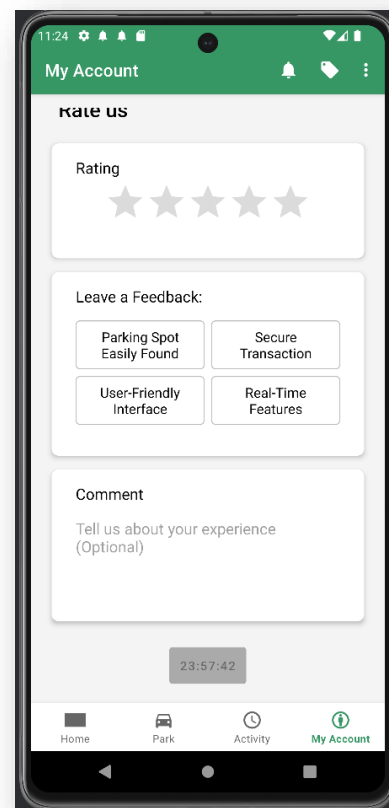 11:24
My Account
Rate us
Rating
Leave a Feedback:
Parking Spot
Easily Found
Secure
Transaction
User-Friendly
Interface
Real-Time
Features
Comment
Tell us about your experience
(Optional)
23:57:42
Home
Park
Activity
My Account